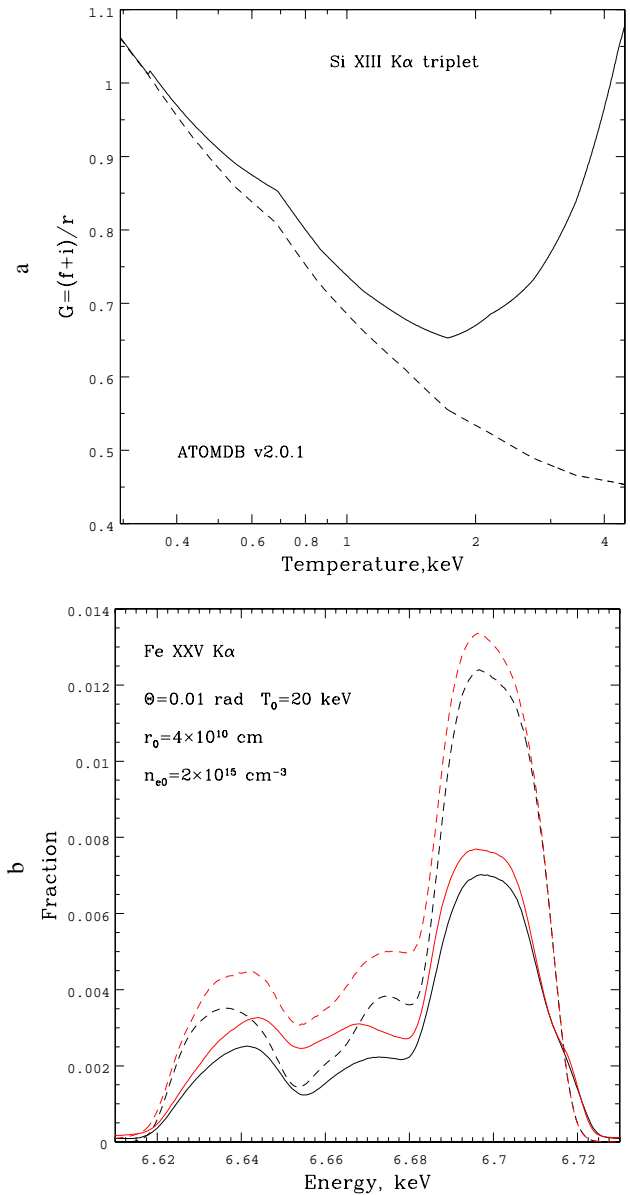 1.1
Si XIII Kα triplet
1
0.9
0.8
a
G=(f+i)/r
0.7
0.6
ATOMDB v2.0.1
0.5
0.4
0.4 0.6 0.8 1 2 4
Temperature,keV
0.014
Fe XXV Kα
0.012
Θ=0.01 rad T₀=20 keV
r₀=4×10¹⁰ cm
0.01
nₑ₀=2×10¹⁵ cm⁻³
0.008
b
Fraction
0.006
0.004
0.002
0
6.62 6.64 6.66 6.68 6.7 6.72
Energy, keV